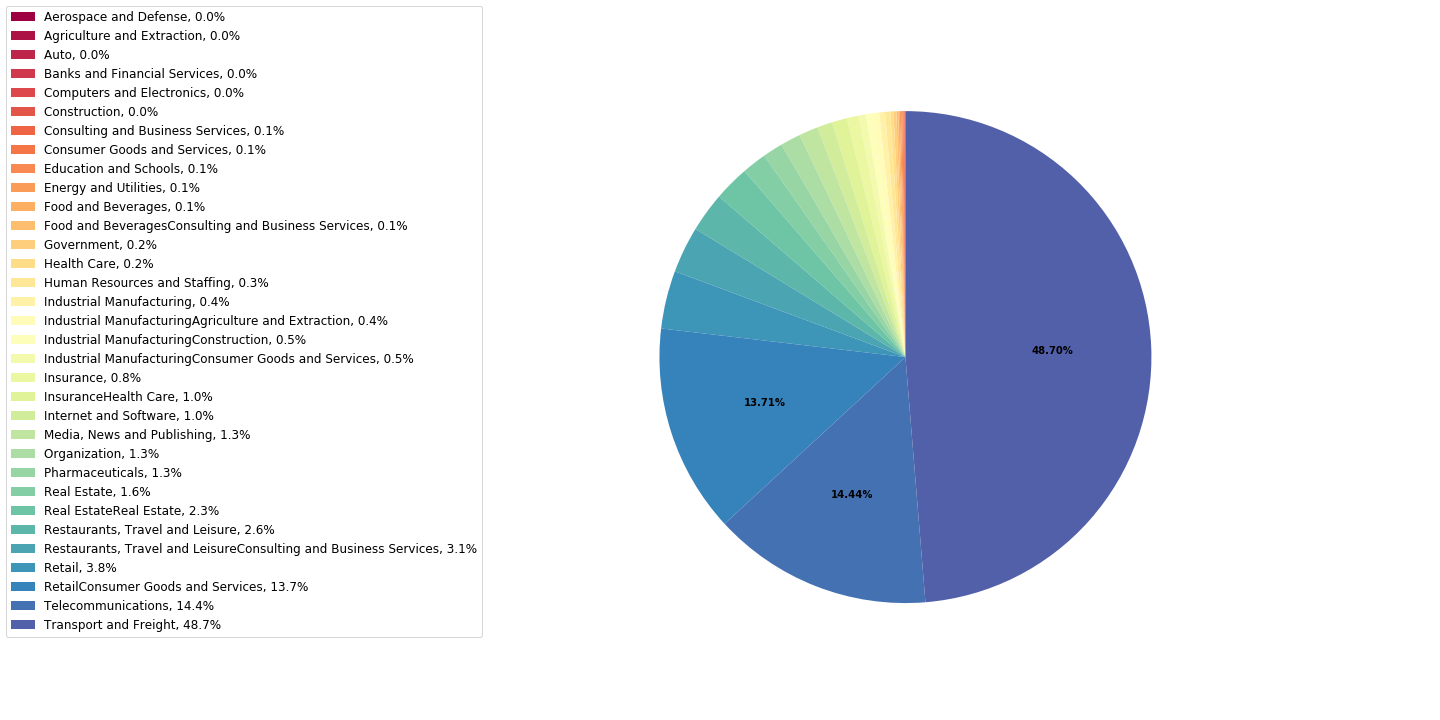 Aerospace and Defense, 0.0%
Agriculture and Extraction, 0.0%
Auto, 0.0%
Banks and Financial Services, 0.0%
Computers and Electronics, 0.0%
Construction, 0.0%
Consulting and Business Services, 0.1%
Consumer Goods and Services, 0.1%
Education and Schools, 0.1%
Energy and Utilities, 0.1%
Food and Beverages, 0.1%
Food and BeveragesConsulting and Business Services, 0.1%
Government, 0.2%
Health Care, 0.2%
Human Resources and Staffing, 0.3%
Industrial Manufacturing, 0.4%
Industrial ManufacturingAgriculture and Extraction, 0.4%
Industrial ManufacturingConstruction, 0.5%
Industrial ManufacturingConsumer Goods and Services, 0.5%
Insurance, 0.8%
InsuranceHealth Care, 1.0%
Internet and Software, 1.0%
Media, News and Publishing, 1.3%
Organization, 1.3%
Pharmaceuticals, 1.3%
Real Estate, 1.6%
Real EstateReal Estate, 2.3%
Restaurants, Travel and Leisure, 2.6%
Restaurants, Travel and LeisureConsulting and Business Services, 3.1%
Retail, 3.8%
RetailConsumer Goods and Services, 13.7%
Telecommunications, 14.4%
Transport and Freight, 48.7%
48.70%
13.71%
14.44%